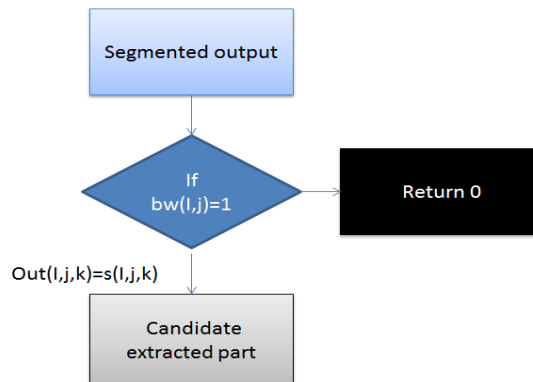 Segmented output
If
bw(I,j)=1
Return 0
Out(I,j,k)=s(I,j,k)
Candidate
extracted part